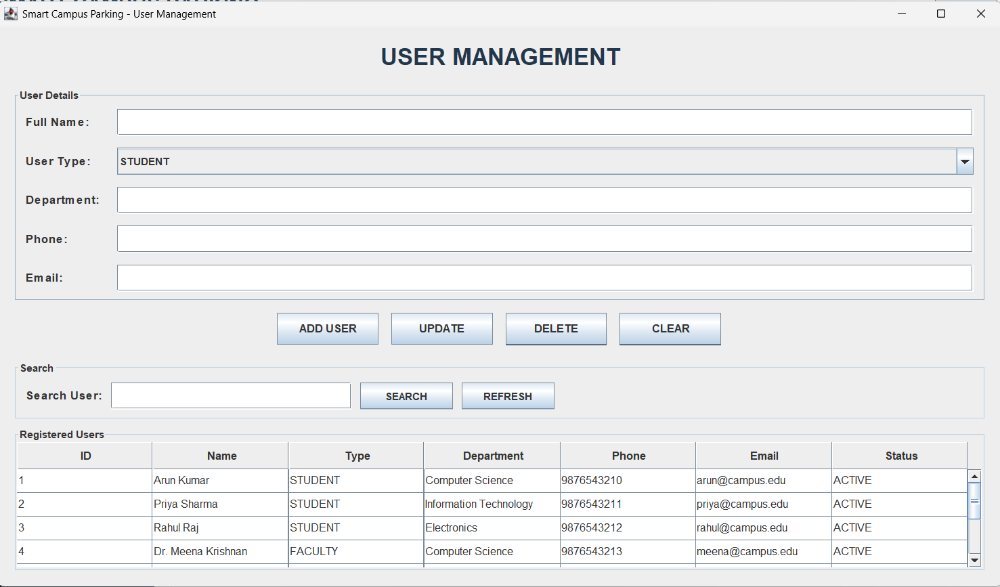 Smart Campus Parking - User Management
USER MANAGEMENT
User Details
Full Name:
User Type: STUDENT
Department:
Phone:
Email:
ADD USER UPDATE DELETE CLEAR
Search
Search User: SEARCH REFRESH
Registered Users
ID Name Type Department Phone Email Status
1 Arun Kumar STUDENT Computer Science 9876543210 arun@campus.edu ACTIVE
2 Priya Sharma STUDENT Information Technology 9876543211 priya@campus.edu ACTIVE
3 Rahul Raj STUDENT Electronics 9876543212 rahul@campus.edu ACTIVE
4 Dr. Meena Krishnan FACULTY Computer Science 9876543213 meena@campus.edu ACTIVE